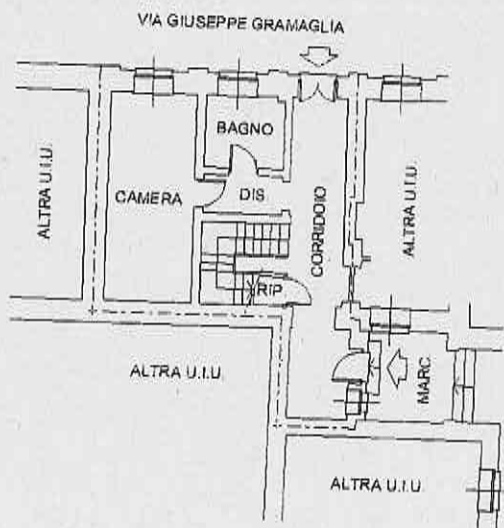 VIA GIUSEPPE GRAMAGLIA
BAGNO
CAMERA
DIS.
ALTRA U.I.U.
CORRIDOIO
ALTRA U.I.U.
RIP.
ALTRA U.I.U.
MARC.
ALTRA U.I.U.